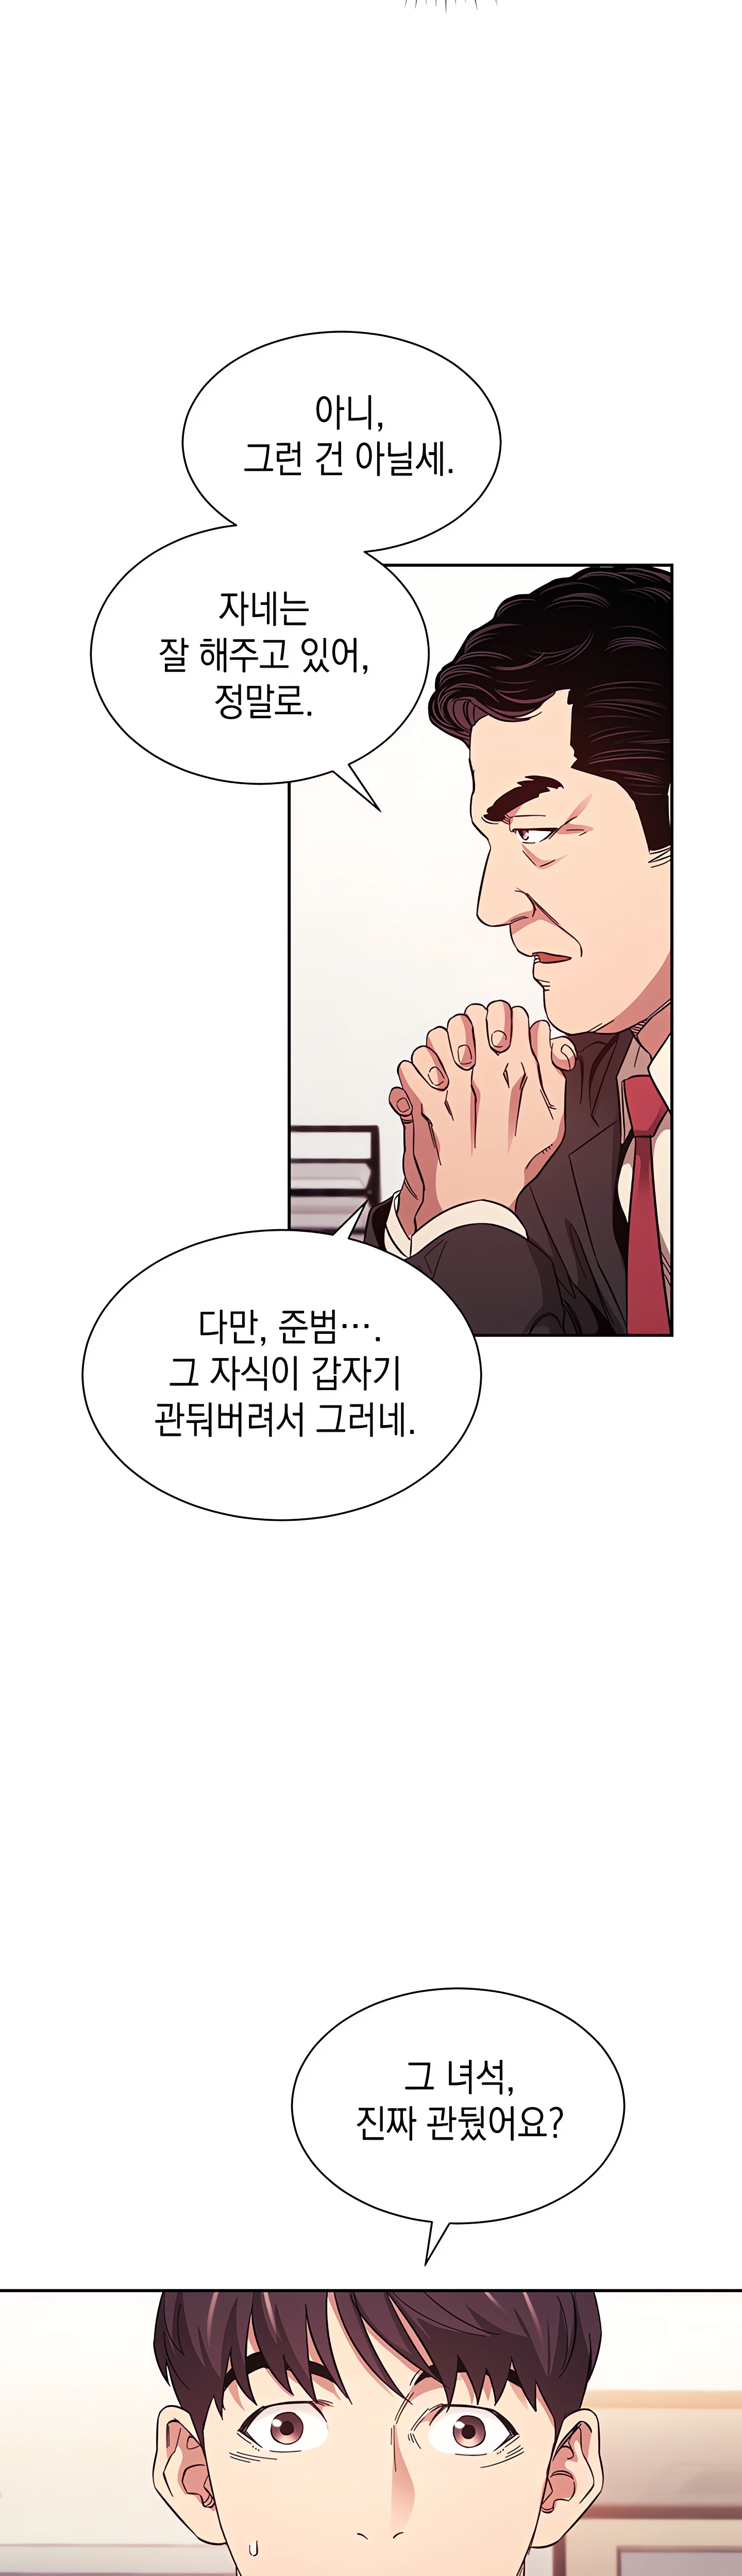 아니,
그런 건 아닐세.
자네는
잘 해주고 있어,
정말로.
다만, 준범….
그 자식이 갑자기
관둬버려서 그러네.
그 녀석,
진짜 관뒀어요?